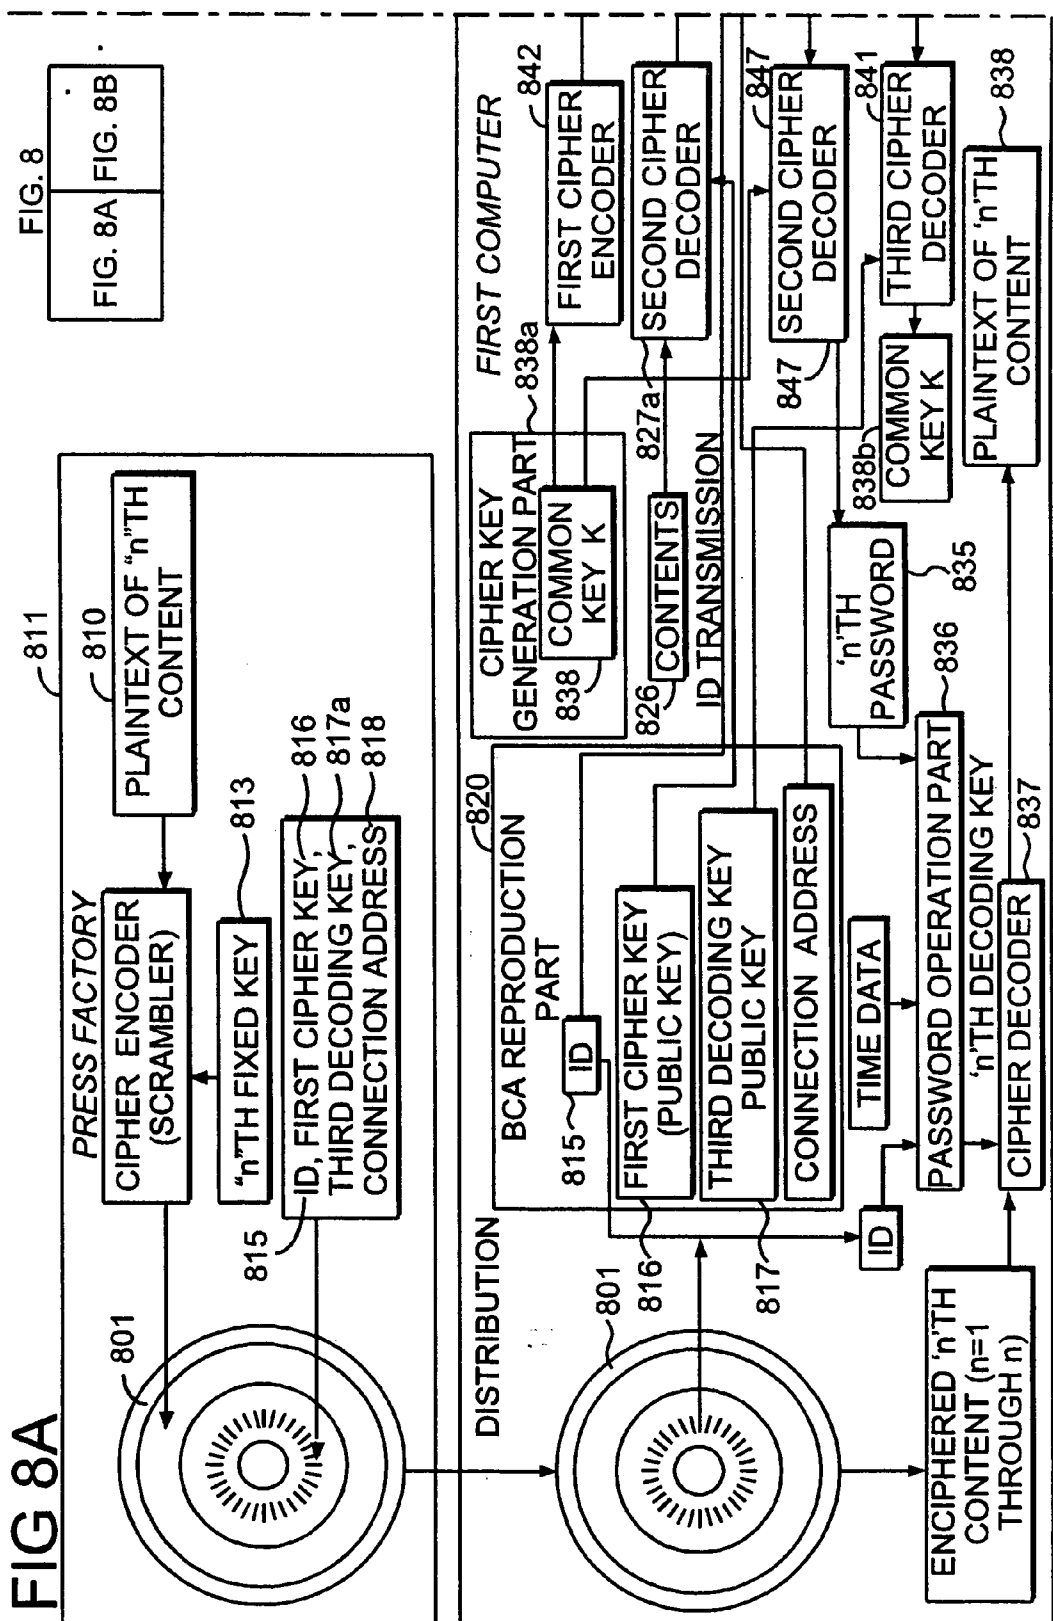 FIG 8A
FIG. 8
FIG. 8A
FIG. 8B
811
PRESS FACTORY
801
CIPHER ENCODER
(SCRAMBLER)
810
PLAINTEXT OF "n"TH
CONTENT
"n"TH FIXED KEY
813
815
ID, FIRST CIPHER KEY,
THIRD DECODING KEY,
CONNECTION ADDRESS
816
817a
818
DISTRIBUTION
801
FIRST COMPUTER
820
BCA REPRODUCTION
PART
815
ID
FIRST CIPHER KEY
(PUBLIC KEY)
816
THIRD DECODING KEY
PUBLIC KEY
817
CONNECTION ADDRESS
CIPHER KEY
GENERATION PART
838a
COMMON
KEY K
838
826
CONTENTS
ID TRANSMISSION
FIRST CIPHER
ENCODER
842
827a
SECOND CIPHER
DECODER
SECOND CIPHER
DECODER
847
847
THIRD CIPHER
DECODER
841
838b
COMMON
KEY K
'n'TH
PASSWORD
835
TIME DATA
ID
PASSWORD OPERATION PART
836
'n'TH DECODING KEY
CIPHER DECODER
837
ENCIPHERED 'n'TH
CONTENT (n=1
THROUGH n)
PLAINTEXT OF 'n'TH
CONTENT
838